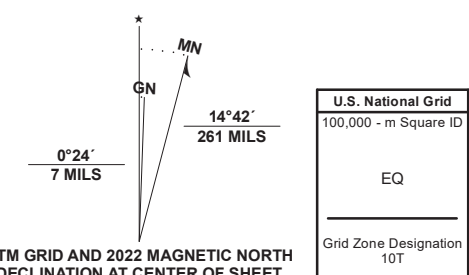 ★
MN
GN
14°42´
261 MILS
0°24´
7 MILS
TM GRID AND 2022 MAGNETIC NORTH
DECLINATION AT CENTER OF SHEET
U.S. National Grid
100,000 - m Square ID
EQ
Grid Zone Designation
10T